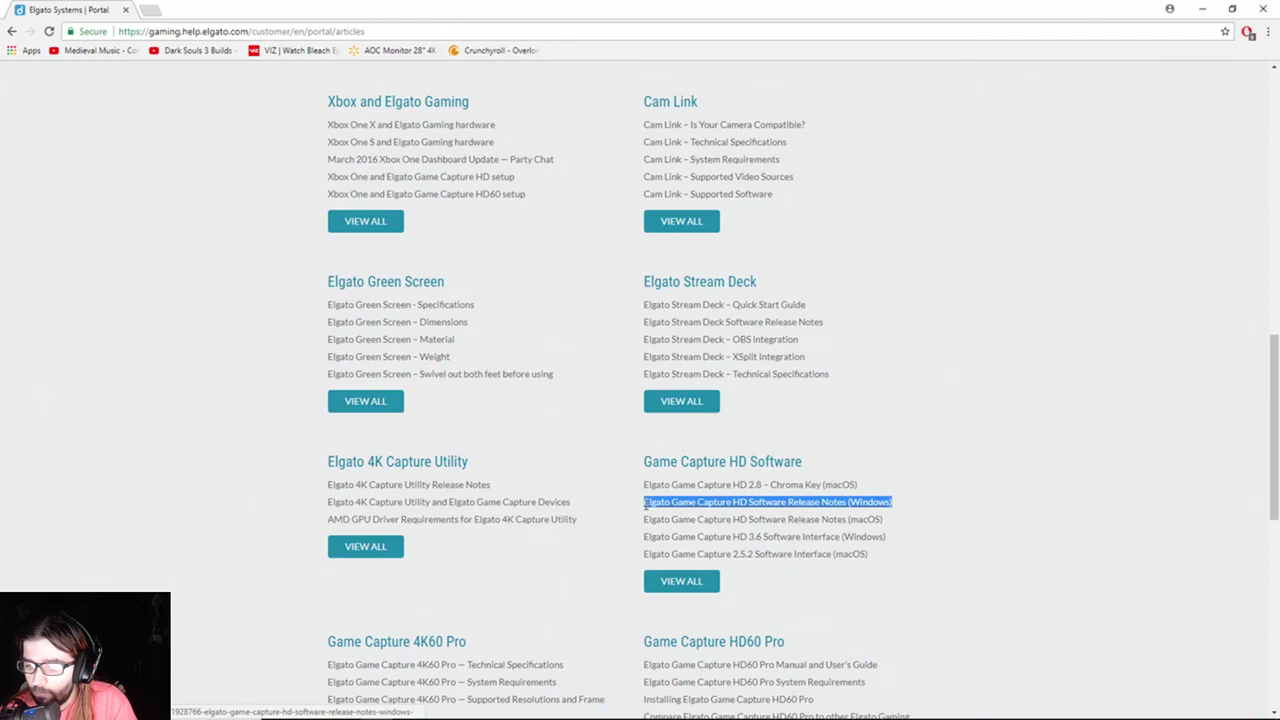 Elgato Systems | Portal
Secure https://gaming.help.elgato.com/customer/en/portal/articles
Apps Medieval Music - Co Dark Souls 3 Builds - VIZ | Watch Bleach E AOC Monitor 28" 4K Crunchyroll - Overlo
Xbox and Elgato Gaming
Xbox One X and Elgato Gaming hardware
Xbox One S and Elgato Gaming hardware
March 2016 Xbox One Dashboard Update — Party Chat
Xbox One and Elgato Game Capture HD setup
Xbox One and Elgato Game Capture HD60 setup
VIEW ALL
Cam Link
Cam Link – Is Your Camera Compatible?
Cam Link – Technical Specifications
Cam Link – System Requirements
Cam Link – Supported Video Sources
Cam Link – Supported Software
VIEW ALL
Elgato Green Screen
Elgato Green Screen - Specifications
Elgato Green Screen – Dimensions
Elgato Green Screen – Material
Elgato Green Screen – Weight
Elgato Green Screen – Swivel out both feet before using
VIEW ALL
Elgato Stream Deck
Elgato Stream Deck – Quick Start Guide
Elgato Stream Deck Software Release Notes
Elgato Stream Deck – OBS integration
Elgato Stream Deck – XSplit Integration
Elgato Stream Deck – Technical Specifications
VIEW ALL
Elgato 4K Capture Utility
Elgato 4K Capture Utility Release Notes
Elgato 4K Capture Utility and Elgato Game Capture Devices
AMD GPU Driver Requirements for Elgato 4K Capture Utility
VIEW ALL
Game Capture HD Software
Elgato Game Capture HD 2.8 – Chroma Key (macOS)
Elgato Game Capture HD Software Release Notes (Windows)
Elgato Game Capture HD Software Release Notes (macOS)
Elgato Game Capture HD 3.6 Software Interface (Windows)
Elgato Game Capture 2.5.2 Software Interface (macOS)
VIEW ALL
Game Capture 4K60 Pro
Elgato Game Capture 4K60 Pro — Technical Specifications
Elgato Game Capture 4K60 Pro — System Requirements
Elgato Game Capture 4K60 Pro — Supported Resolutions and Frame
Game Capture HD60 Pro
Elgato Game Capture HD60 Pro Manual and User's Guide
Elgato Game Capture HD60 Pro System Requirements
Installing Elgato Game Capture HD60 Pro
Compare Elgato Game Capture HD60 Pro to other Elgato Gaming
1928766-elgato-game-capture-hd-software-release-notes-windows-